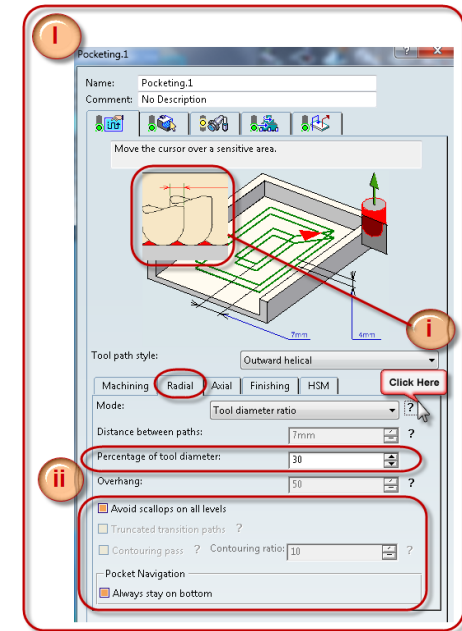 I
Pocketing.1
? X
Name: Pocketing.1
Comment: No Description
Move the cursor over a sensitive area.
i
7mm 4mm
Tool path style: Outward helical
Machining Radial Axial Finishing HSM
Click Here
Mode: Tool diameter ratio ?
Distance between paths: 7mm ?
Percentage of tool diameter: 30
ii
Overhang: 50 ?
Avoid scallops on all levels
Truncated transition paths ?
Contouring pass ? Contouring ratio: 10 ?
Pocket Navigation
Always stay on bottom